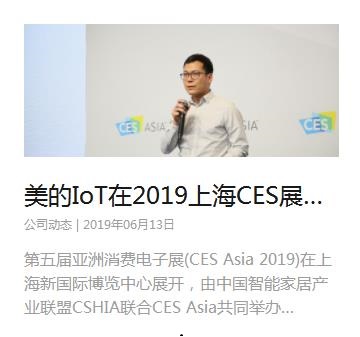 CES ASIA
CES ASIA
美的IoT在2019上海CES展...
公司动态 | 2019年06月13日
第五届亚洲消费电子展(CES Asia 2019)在上
海新国际博览中心展开，由中国智能家居产
业联盟CSHIA联合CES Asia共同举办...